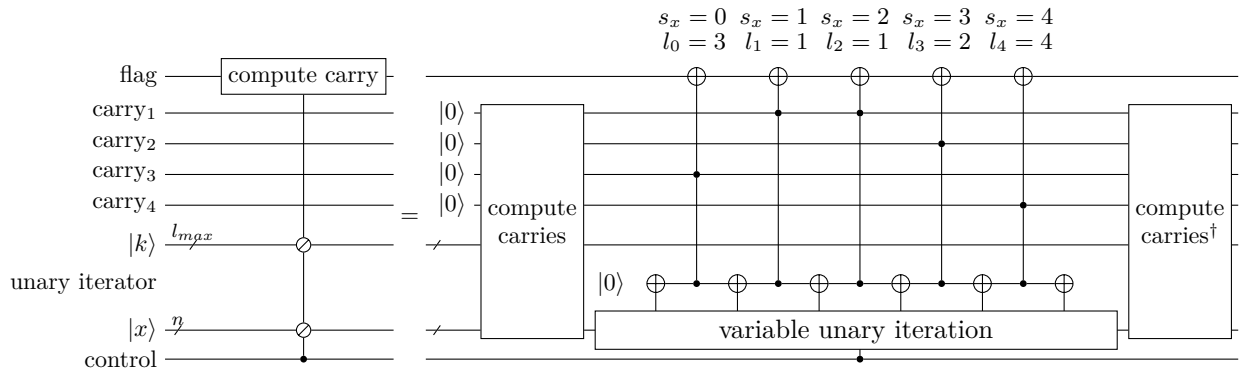 s_x = 0 s_x = 1 s_x = 2 s_x = 3 s_x = 4
l_0 = 3 l_1 = 1 l_2 = 1 l_3 = 2 l_4 = 4
flag compute carry
carry_1 |0⟩
carry_2 |0⟩
carry_3 |0⟩
carry_4 |0⟩
= compute carries compute carries†
|k⟩ l_{max}
unary iterator |0⟩
|x⟩ n variable unary iteration
control